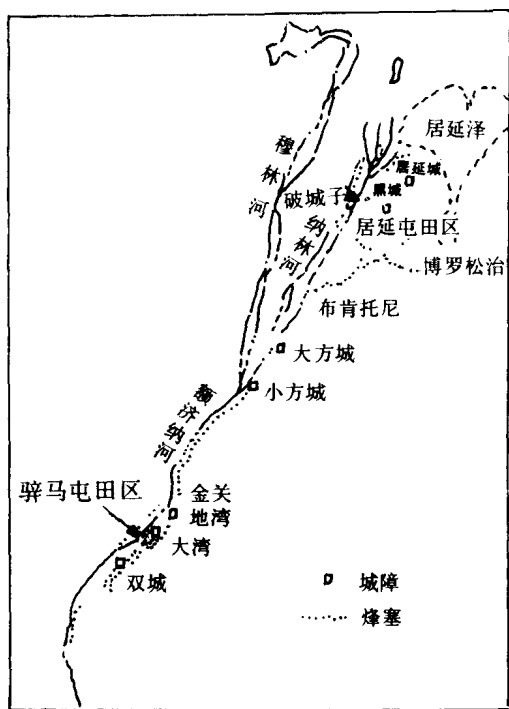 居延泽
穆林河
居延城
破城子
黑城
纳林河
居延屯田区
博罗松治
布肯托尼
大方城
小方城
额济纳河
驿马屯田区
金关
地湾
大湾
双城
城障
烽塞